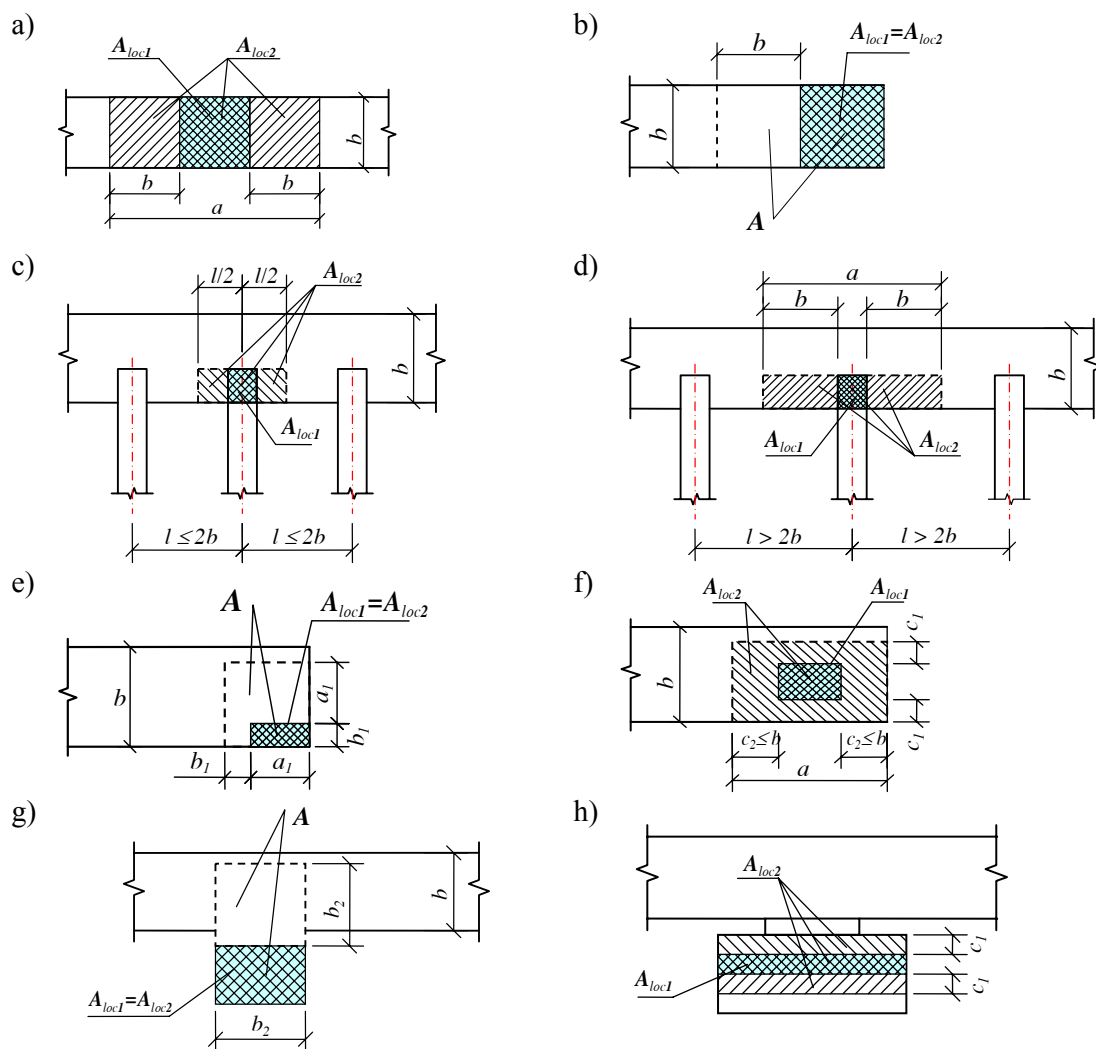 a)
A_loc1 A_loc2
b
b b
a
b)
b
A_loc1=A_loc2
b
A
c)
l/2 l/2
A_loc2
b
A_loc1
l ≤ 2b l ≤ 2b
d)
a
b b
b
A_loc1 A_loc2
l > 2b l > 2b
e)
A
A_loc1=A_loc2
b
a_1
b_1
b_1 a_1
f)
A_loc2 A_loc1
c_1
b
c_1
c_2≤b c_2≤b
a
g)
A
b_2
b
A_loc1=A_loc2
b_2
h)
A_loc2
c_1
A_loc1
c_1